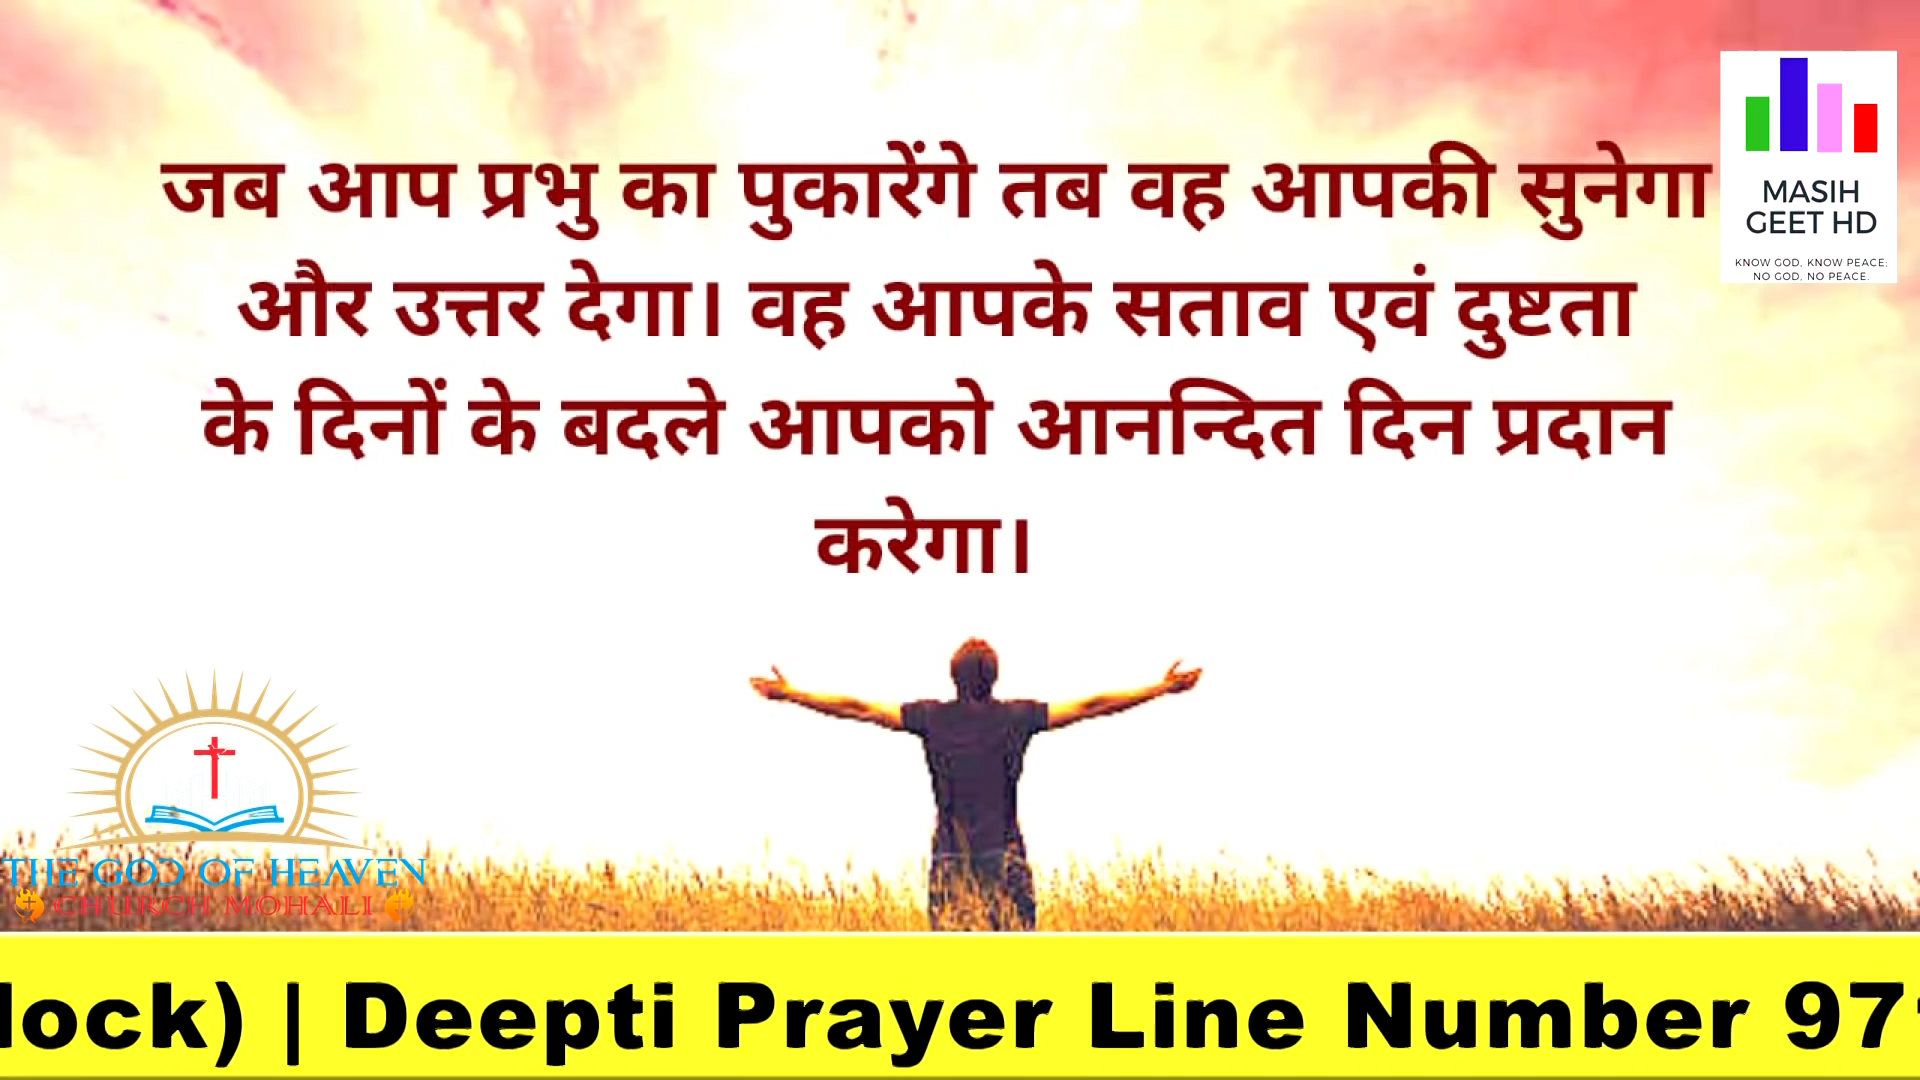 जब आप प्रभु का पुकारेंगे तब वह आपकी सुनेगा
और उत्तर देगा। वह आपके सताव एवं दुष्टता
के दिनों के बदले आपको आनन्दित दिन प्रदान
करेगा।
MASIH
GEET HD
KNOW GOD, KNOW PEACE;
NO GOD, NO PEACE.
THE GOD OF HEAVEN
CHURCH MOHALI
lock) | Deepti Prayer Line Number 97